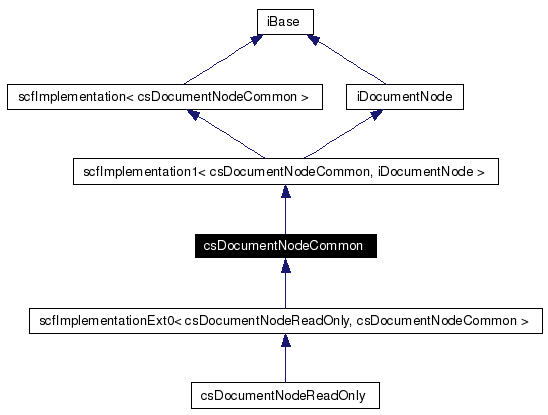 iBase
scfImplementation< csDocumentNodeCommon >
iDocumentNode
scfImplementation1< csDocumentNodeCommon, iDocumentNode >
csDocumentNodeCommon
scfImplementationExt0< csDocumentNodeReadOnly, csDocumentNodeCommon >
csDocumentNodeReadOnly